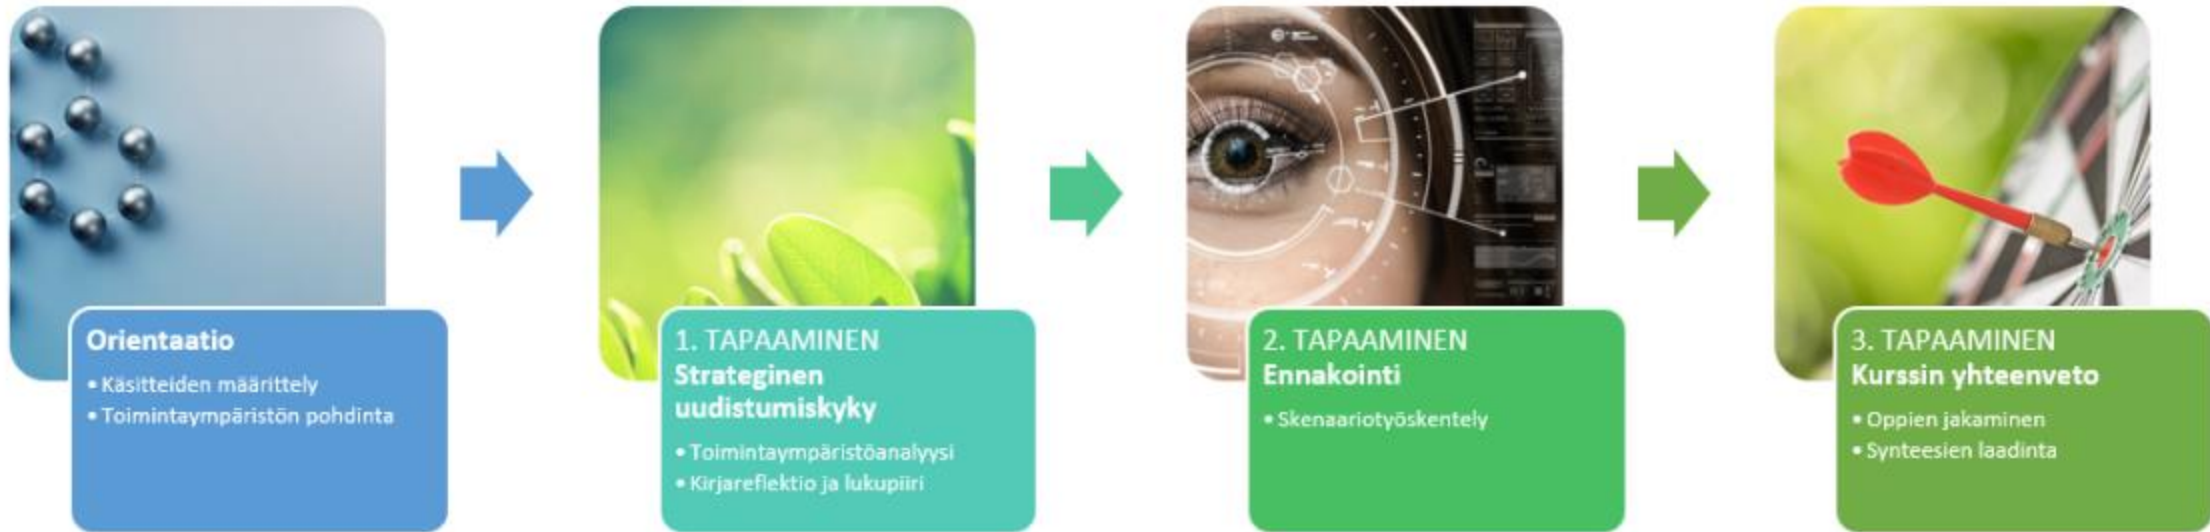 Orientaatio
• Käsitteiden määrittely
• Toimintaympäristön pohdinta
1. TAPAAMINEN
Strateginen
uudistumiskyky
• Toimintaympäristöanalyysi
• Kirjareflektio ja lukupiiri
2. TAPAAMINEN
Ennakointi
• Skenaariotyöskentely
3. TAPAAMINEN
Kurssin yhteenveto
• Oppien jakaminen
• Synteesien laadinta